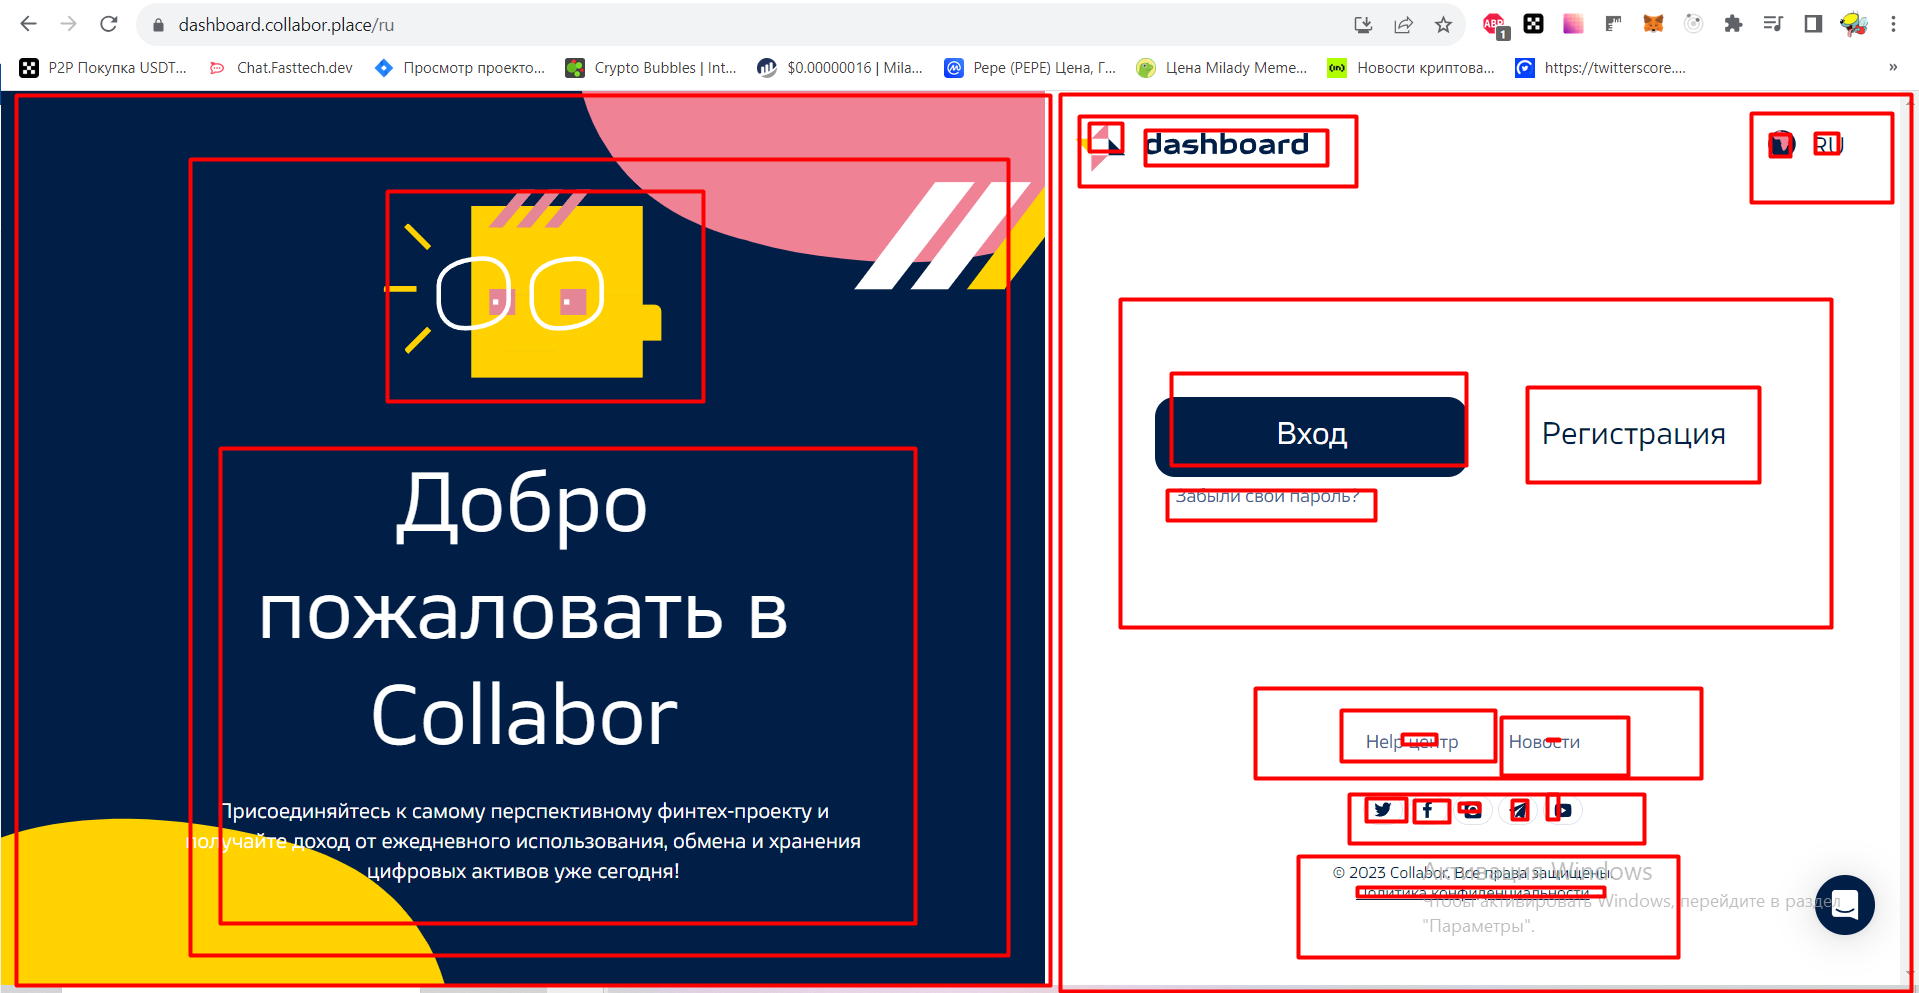 dashboard.collabor.place/ru
ABP
1
P2P Покупка USDT...
Chat.Fasttech.dev
Просмотр проекто...
Crypto Bubbles | Int...
$0.00000016 | Mila...
Pepe (PEPE) Цена, Г...
Цена Milady Meme...
Новости криптова...
https://twitterscore....
»
Добро
пожаловать в
Collabor
Присоединяйтесь к самому перспективному финтех-проекту и
получайте доход от ежедневного использования, обмена и хранения
цифровых активов уже сегодня!
dashboard
RU
Вход
Регистрация
Забыли свой пароль?
Help центр
Новости
© 2023 Collabor. Все права защищены.
Политика конфиденциальности
Активация Windows
Чтобы активировать Windows, перейдите в раздел
"Параметры".